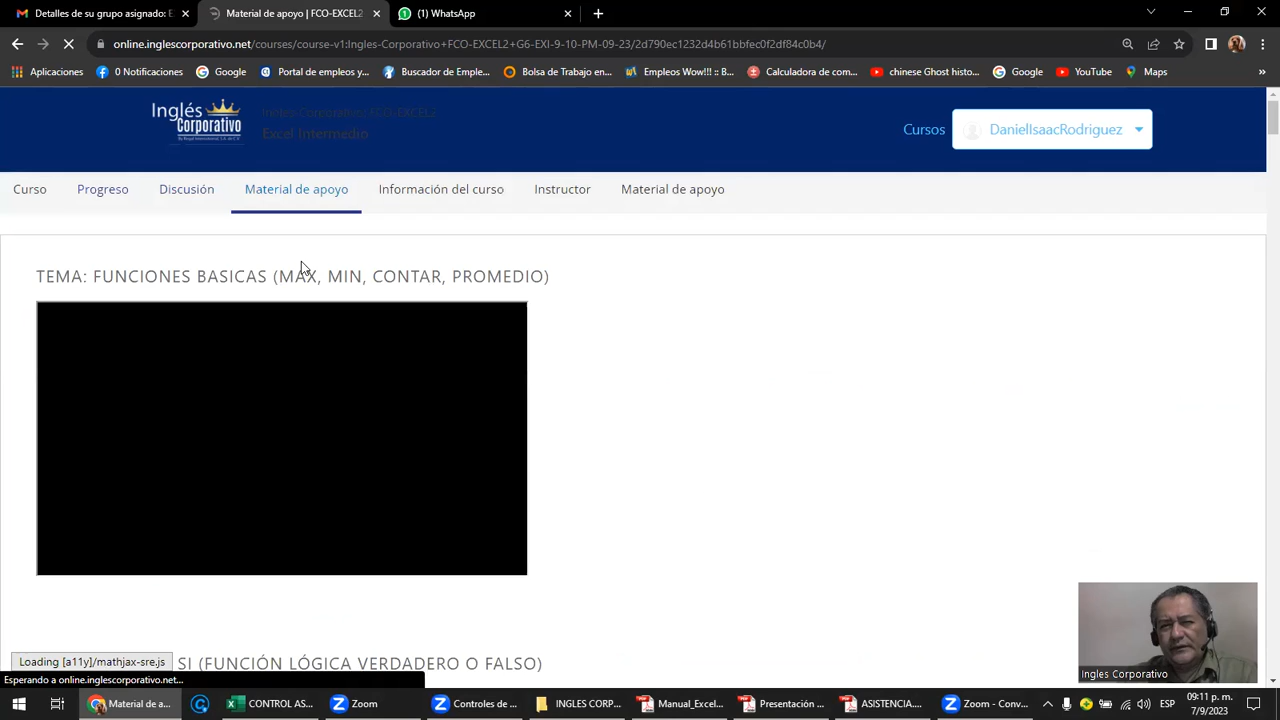 Detalles de su grupo asignado: E
Material de apoyo | FCO-EXCEL2
(1) WhatsApp
online.inglescorporativo.net/courses/course-v1:Ingles-Corporativo+FCO-EXCEL2+G6-EXI-9-10-PM-09-23/2d790ec1232d4b61bbfec0f2df84c0b4/
Aplicaciones
0 Notificaciones
Google
Portal de empleos y...
Buscador de Emple...
Bolsa de Trabajo en...
Empleos Wow!!! :: B...
Calculadora de com...
chinese Ghost histo...
Google
YouTube
Maps
»
Inglés
Corporativo
Ingles-Corporativo: FCO-EXCEL2
Excel Intermedio
Cursos
DanielIsaacRodriguez
Curso
Progreso
Discusión
Material de apoyo
Información del curso
Instructor
Material de apoyo
TEMA: FUNCIONES BASICAS (MAX, MIN, CONTAR, PROMEDIO)
SI (FUNCIÓN LÓGICA VERDADERO O FALSO)
Loading [a11y]/mathjax-sre.js
Esperando a online.inglescorporativo.net...
Ingles Corporativo
Material de a...
CONTROL AS...
Zoom
Controles de ...
INGLES CORP...
Manual_Excel...
Presentación ...
ASISTENCIA....
Zoom - Conv...
ESP
09:11 p. m.
7/9/2023